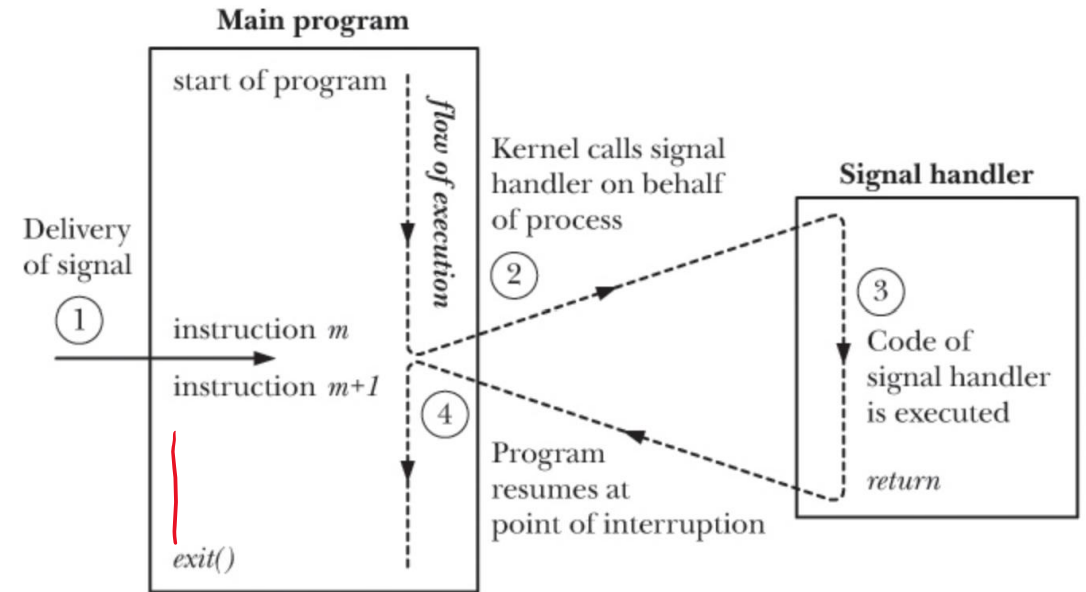 Main program
start of program
flow of execution
Kernel calls signal
handler on behalf
of process
2
Signal handler
Delivery
of signal
1
instruction m
instruction m+1
3
Code of
signal handler
is executed
return
4
Program
resumes at
point of interruption
exit()